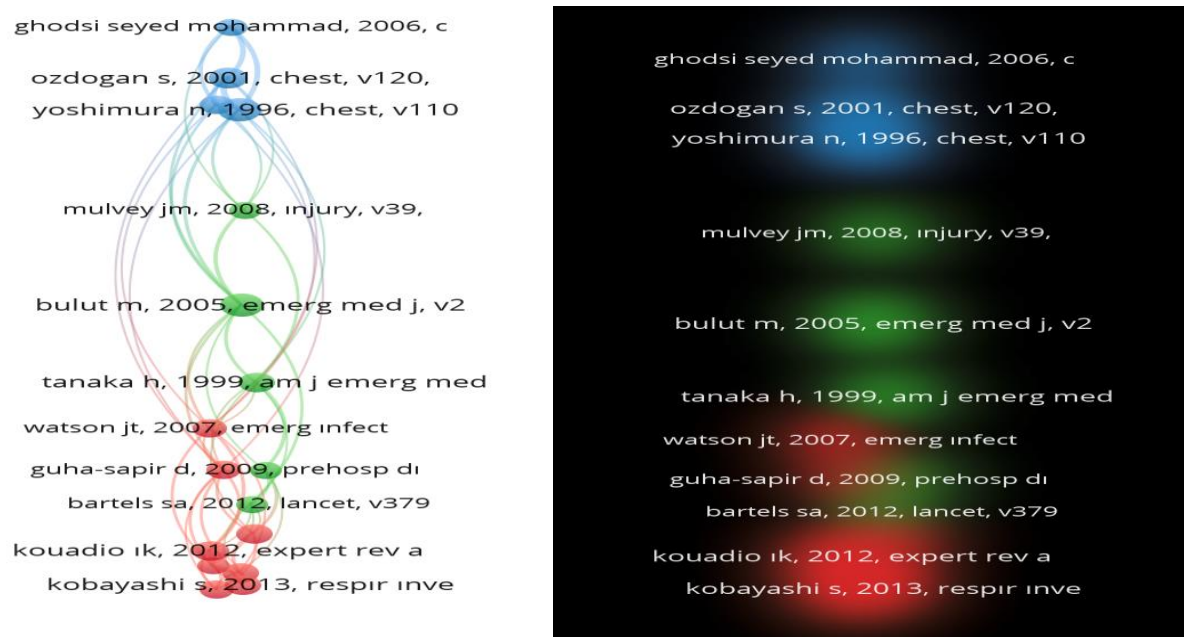 ghodsi seyed mohammad, 2006, c
ozdogan s, 2001, chest, v120,
yoshimura n, 1996, chest, v110
mulvey jm, 2008, ınjury, v39,
bulut m, 2005, emerg med j, v2
tanaka h, 1999, am j emerg med
watson jt, 2007, emerg ınfect
guha-sapir d, 2009, prehosp dı
bartels sa, 2012, lancet, v379
kouadio ık, 2012, expert rev a
kobayashi s, 2013, respır ınve
ghodsi seyed mohammad, 2006, c
ozdogan s, 2001, chest, v120,
yoshimura n, 1996, chest, v110
mulvey jm, 2008, ınjury, v39,
bulut m, 2005, emerg med j, v2
tanaka h, 1999, am j emerg med
watson jt, 2007, emerg ınfect
guha-sapir d, 2009, prehosp dı
bartels sa, 2012, lancet, v379
kouadio ık, 2012, expert rev a
kobayashi s, 2013, respır ınve